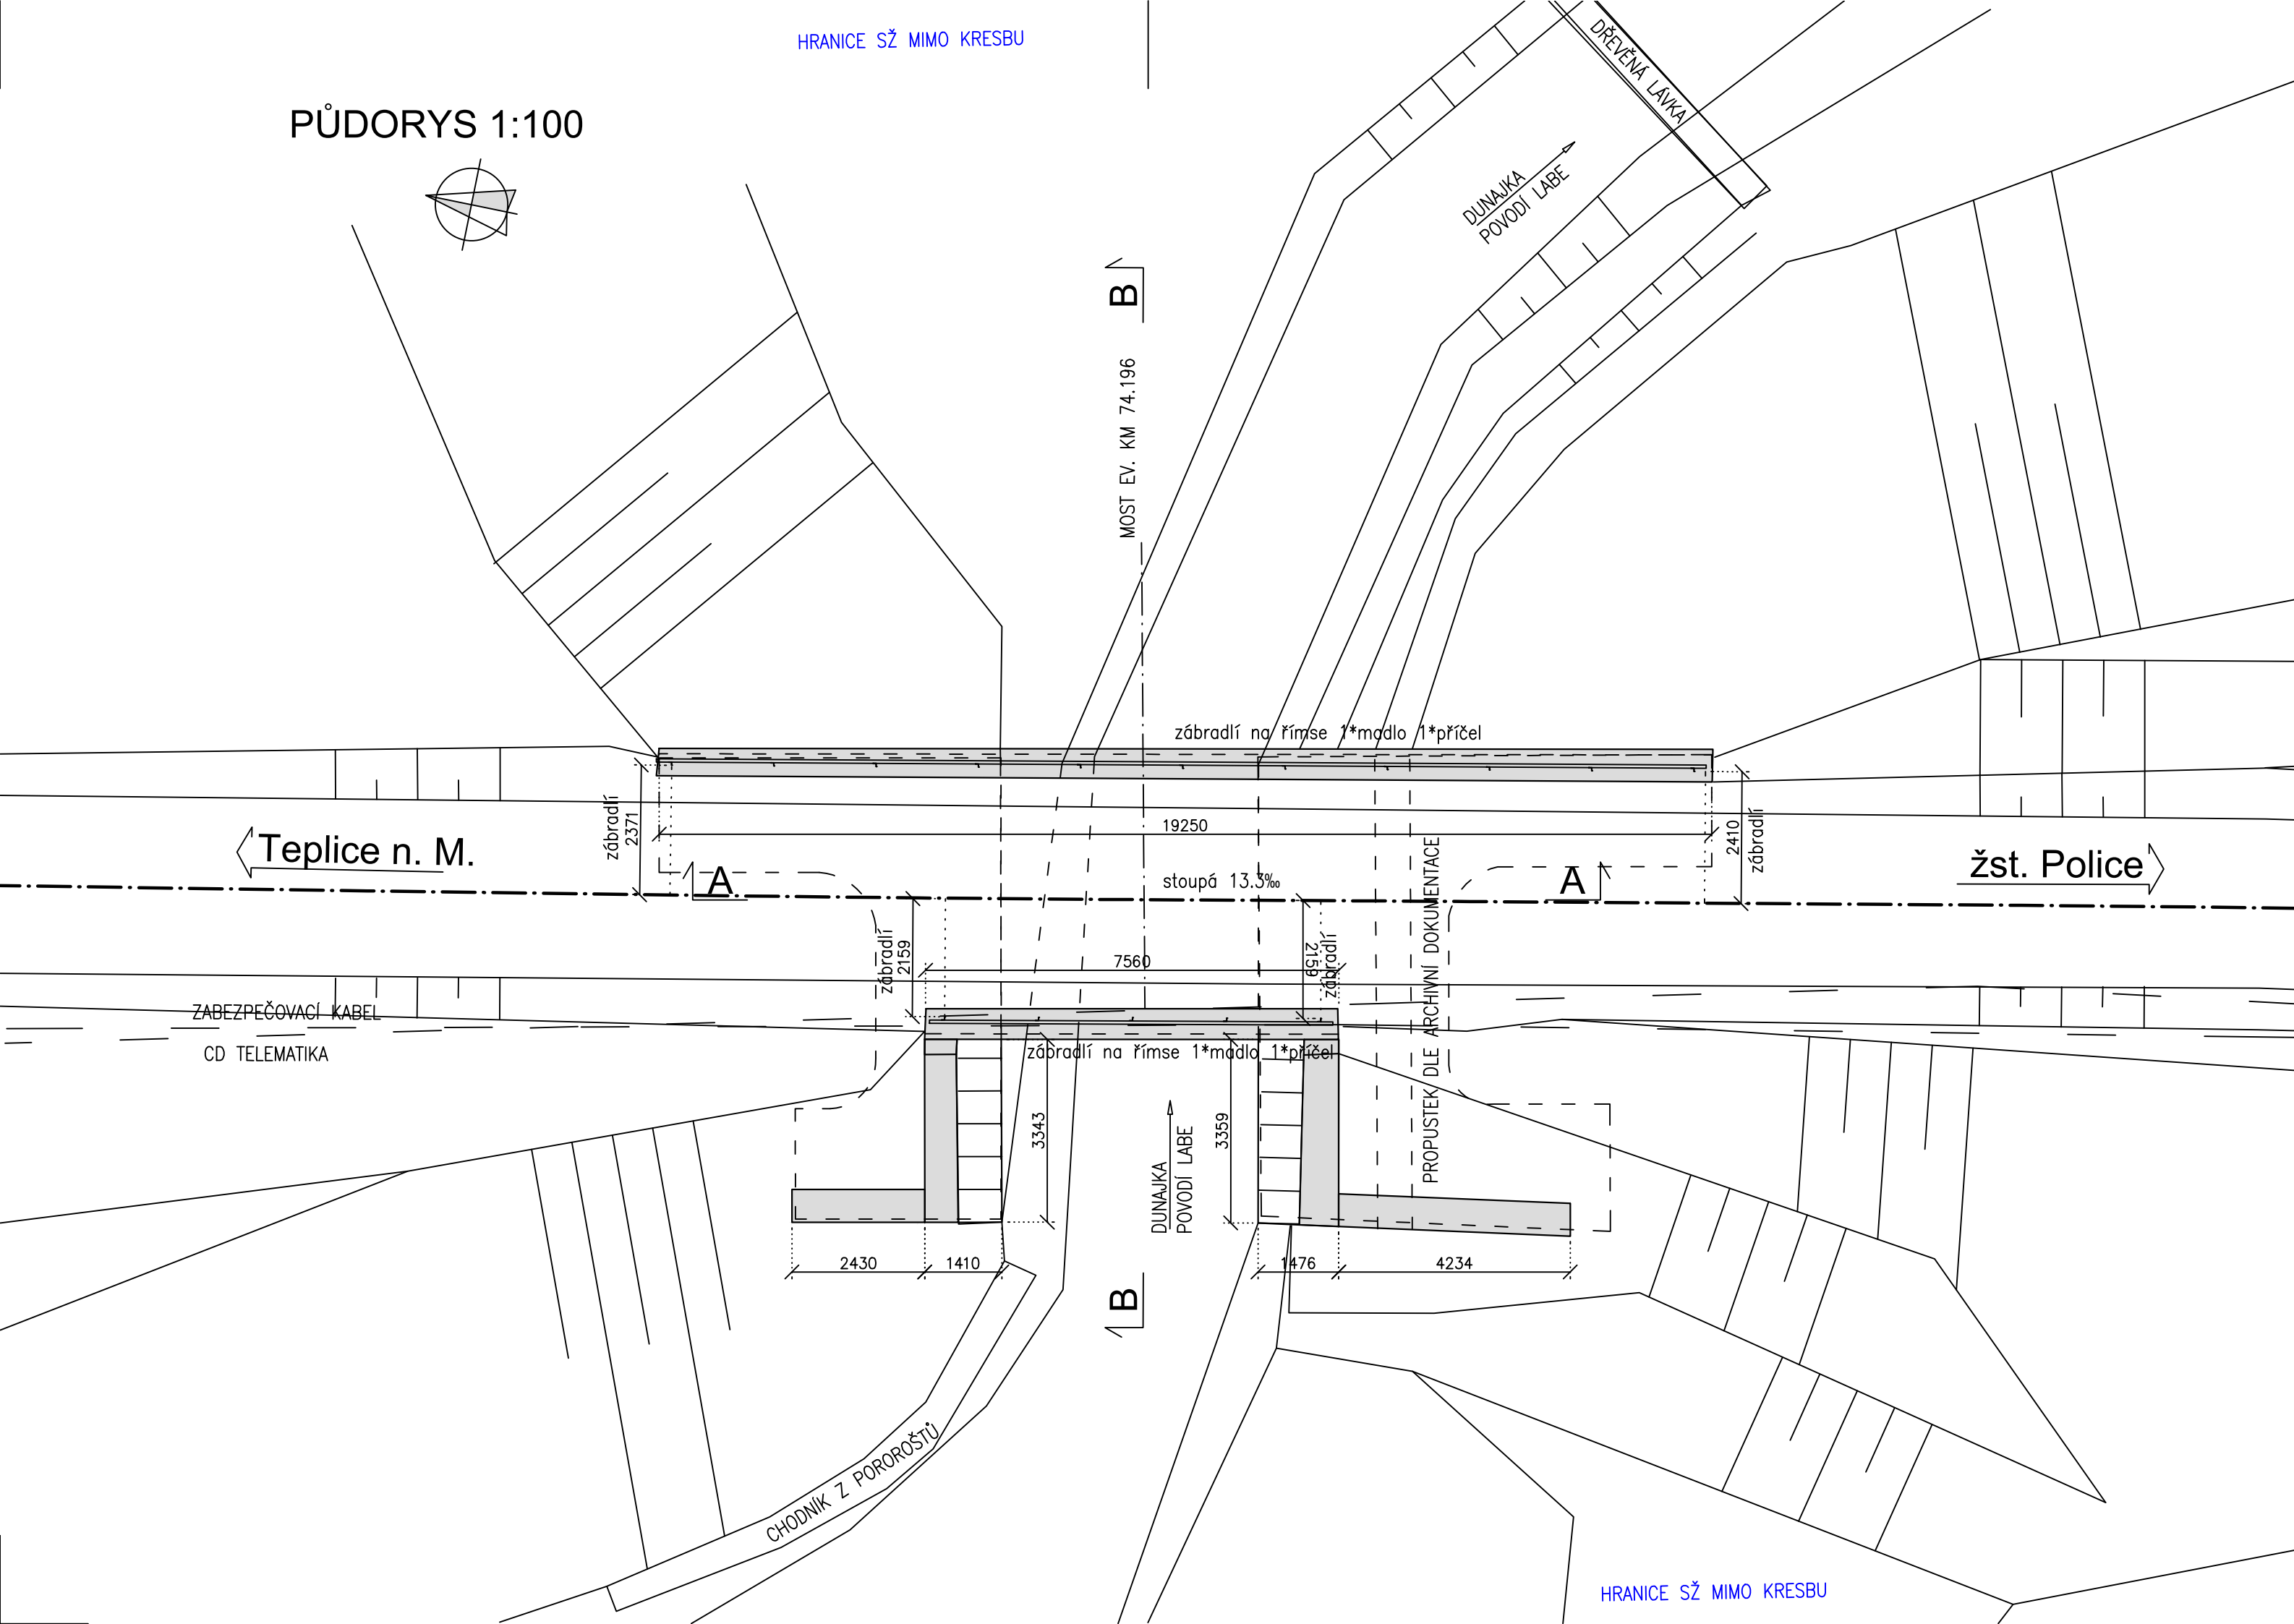 HRANICE SŽ MIMO KRESBU
PŮDORYS 1:100
DŘEVĚNÁ LÁVKA
DUNAJKA
POVODÍ LABE
B
MOST EV. KM 74.196
zábradlí na římse 1*madlo 1*příčel
zábradlí
2371
19250
2410
zábradlí
Teplice n. M.
žst. Police
A
stoupá 13.3‰
A
PROPUSTEK DLE ARCHIVNÍ DOKUMENTACE
zábradlí
2159
7560
2159
zábradlí
ZABEZPEČOVACÍ KABEL
CD TELEMATIKA
zábradlí na římse 1*madlo 1*příčel
3343
3359
DUNAJKA
POVODÍ LABE
2430
1410
1476
4234
B
CHODNÍK Z POROROŠTŮ
HRANICE SŽ MIMO KRESBU